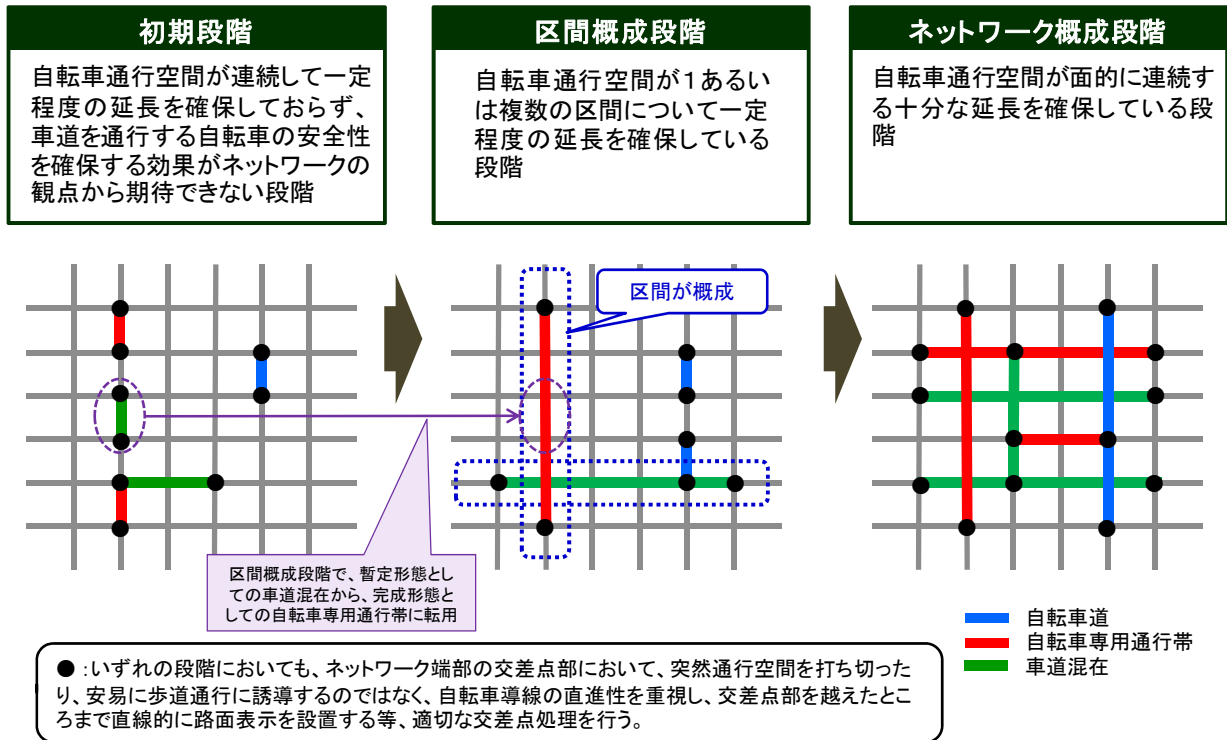 初期段階
自転車通行空間が連続して一定
程度の延長を確保しておらず、
車道を通行する自転車の安全性
を確保する効果がネットワークの
観点から期待できない段階
区間概成段階
自転車通行空間が1あるい
は複数の区間について一定
程度の延長を確保している
段階
ネットワーク概成段階
自転車通行空間が面的に連続
する十分な延長を確保している段
階
区間が概成
区間概成段階で、暫定形態とし
ての車道混在から、完成形態と
しての自転車専用通行帯に転用
自転車道
自転車専用通行帯
車道混在
● :いずれの段階においても、ネットワーク端部の交差点部において、突然通行空間を打ち切った
り、安易に歩道通行に誘導するのではなく、自転車導線の直進性を重視し、交差点部を越えたとこ
ろまで直線的に路面表示を設置する等、適切な交差点処理を行う。